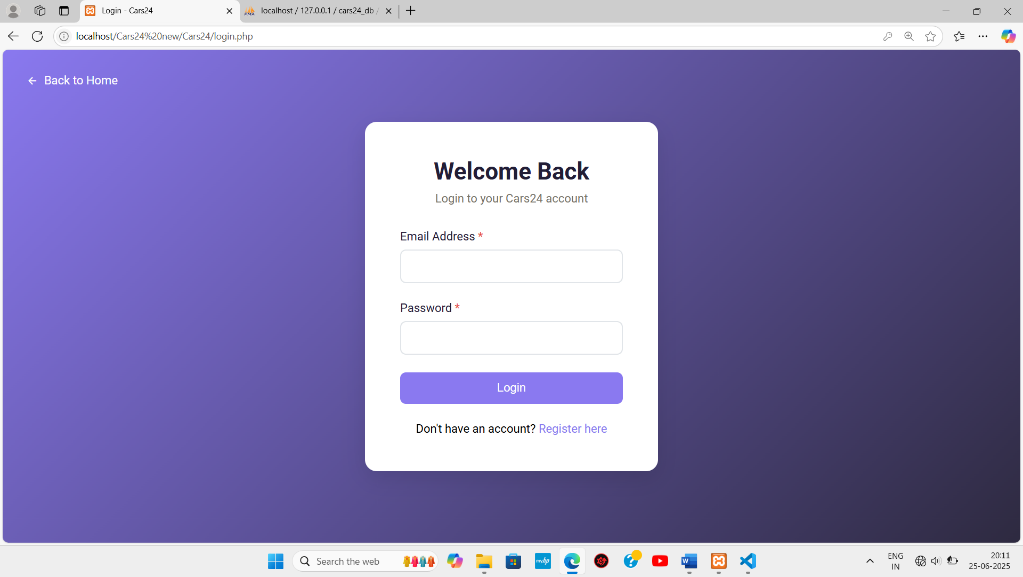 Login - Cars24
localhost / 127.0.0.1 / cars24_db /
localhost/Cars24%20new/Cars24/login.php
Back to Home
Welcome Back
Login to your Cars24 account
Email Address *
Password *
Login
Don't have an account? Register here
Search the web
ENG
IN
20:11
25-06-2025